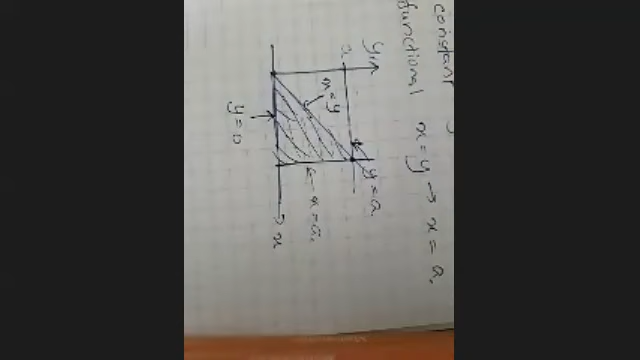 constant
functional x = y → x = a.
y
a
x = y
y = a.
x = a.
y = 0
x